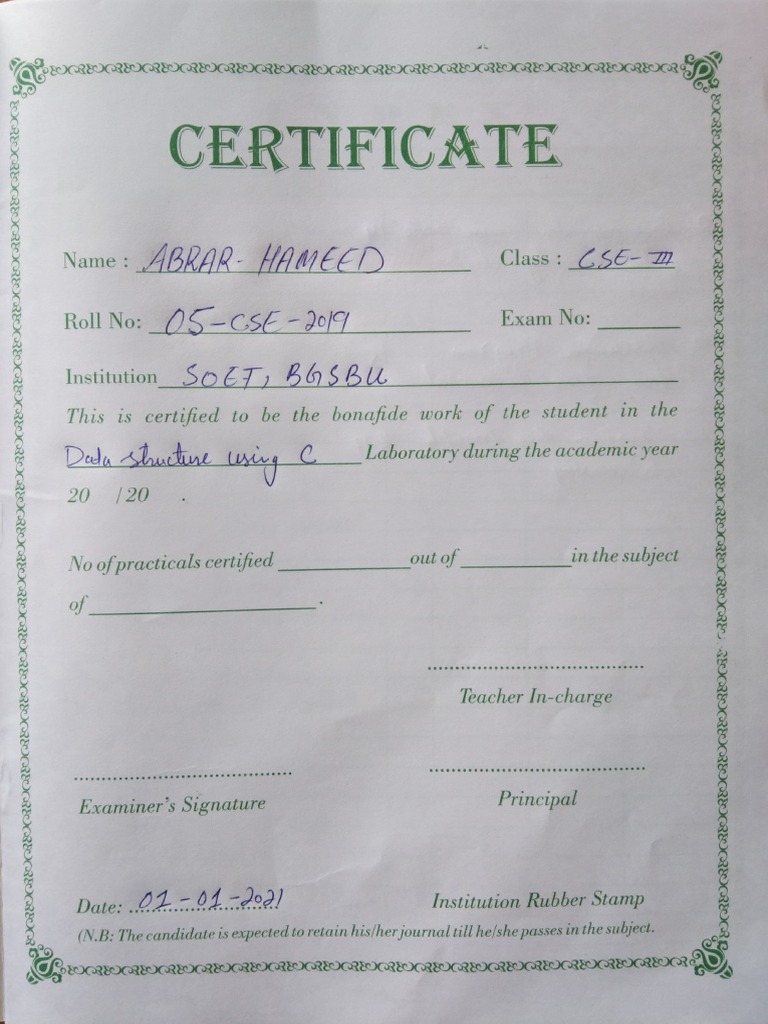 CERTIFICATE
Name : ABRAR HAMEED Class : CSE-III
Roll No: 05-CSE-2019 Exam No:
Institution SOET, BGSBU
This is certified to be the bonafide work of the student in the
Data structure using C Laboratory during the academic year
20 /20 .
No of practicals certified ____________ out of __________ in the subject
of ____________________ .
Teacher In-charge
Examiner's Signature Principal
Date: 01-01-2021 Institution Rubber Stamp
(N.B: The candidate is expected to retain his/her journal till he/she passes in the subject.